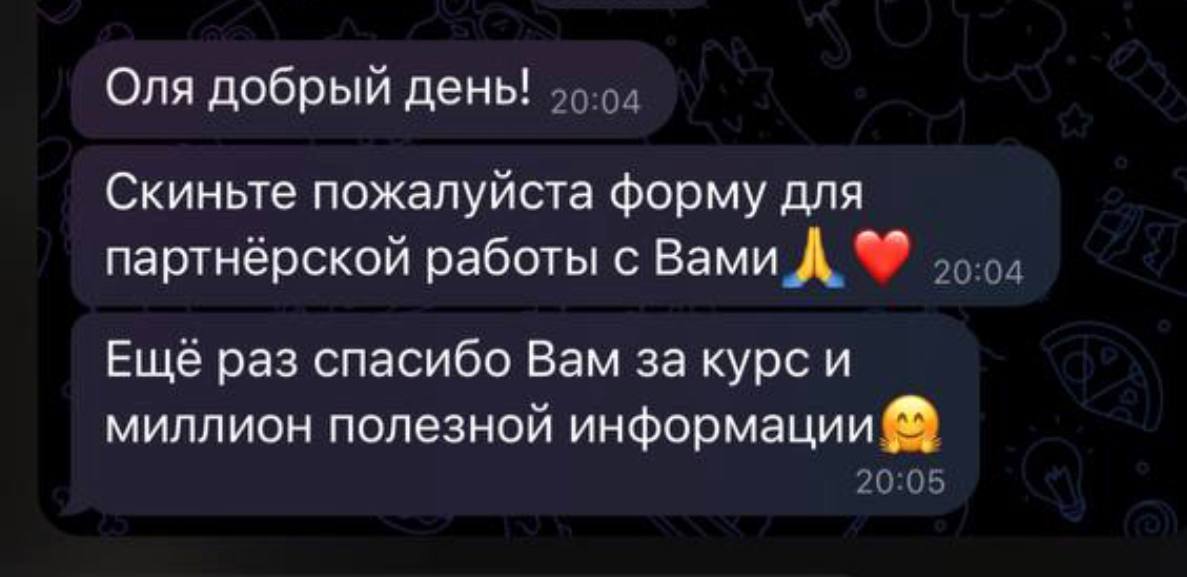 Оля добрый день! 20:04
Скиньте пожалуйста форму для
партнёрской работы с Вами🙏❤️ 20:04
Ещё раз спасибо Вам за курс и
миллион полезной информации🤗
20:05